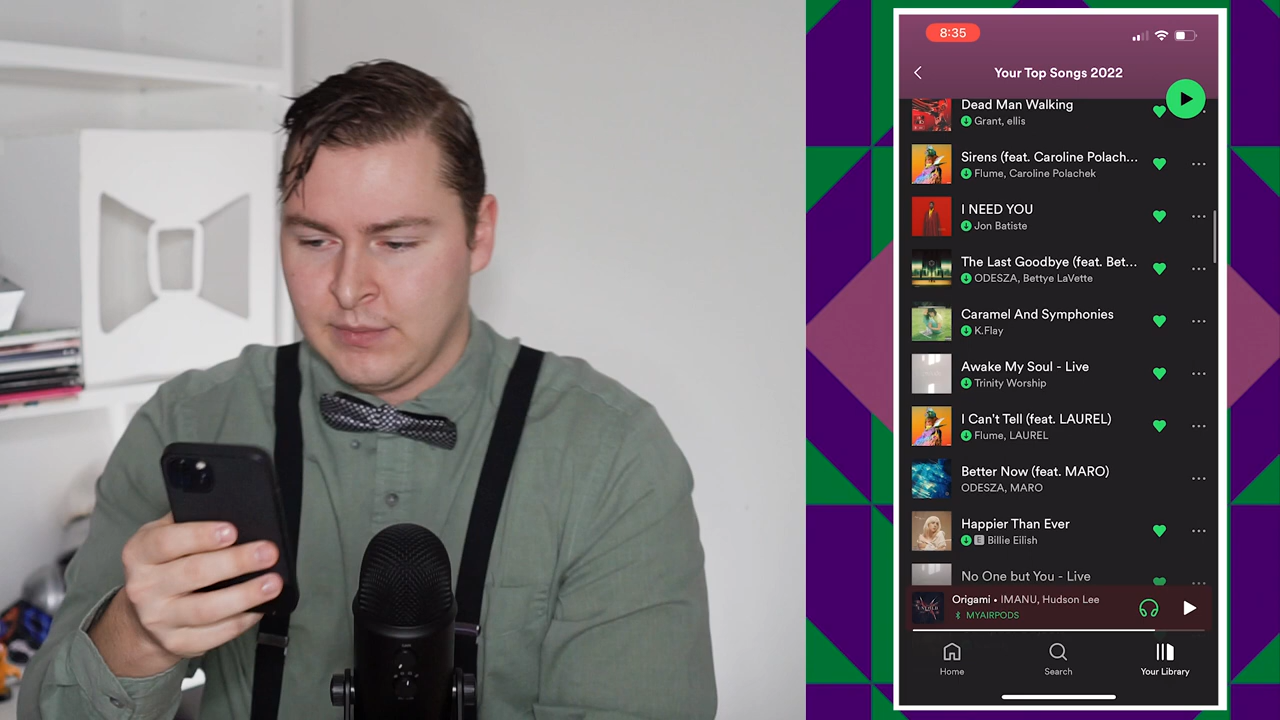 8:35
Your Top Songs 2022
Dead Man Walking
Grant, ellis
Sirens (feat. Caroline Polach...
Flume, Caroline Polachek
I NEED YOU
Jon Batiste
The Last Goodbye (feat. Bet...
ODESZA, Bettye LaVette
Caramel And Symphonies
K.Flay
Awake My Soul - Live
Trinity Worship
I Can't Tell (feat. LAUREL)
Flume, LAUREL
Better Now (feat. MARO)
ODESZA, MARO
Happier Than Ever
E Billie Eilish
No One but You - Live
Origami • IMANU, Hudson Lee
MYAIRPODS
Home
Search
Your Library